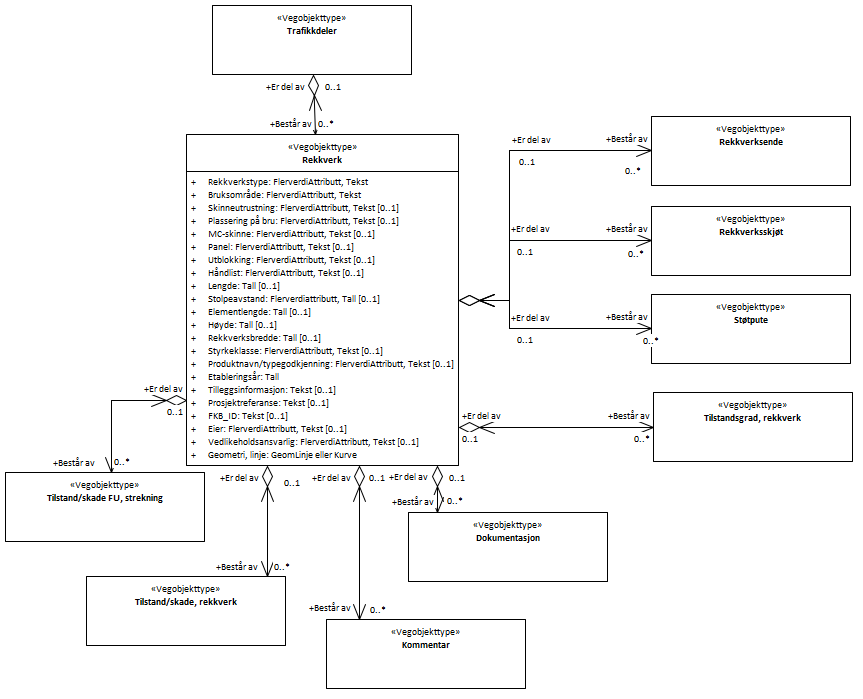 «Vegobjekttype»
Trafikkdeler
+Er del av
0..1
+Består av
0..*
«Vegobjekttype»
Rekkverk
+ Rekkverkstype: FlerverdiAttributt, Tekst
+ Bruksområde: FlerverdiAttributt, Tekst
+ Skinneutrustning: FlerverdiAttributt, Tekst [0..1]
+ Plassering på bru: FlerverdiAttributt, Tekst [0..1]
+ MC-skinne: FlerverdiAttributt, Tekst [0..1]
+ Panel: FlerverdiAttributt, Tekst [0..1]
+ Utblokking: FlerverdiAttributt, Tekst [0..1]
+ Håndlist: FlerverdiAttributt, Tekst [0..1]
+ Lengde: Tall [0..1]
+ Stolpeavstand: Flerverdiattributt, Tall [0..1]
+ Elementlengde: Tall [0..1]
+ Høyde: Tall [0..1]
+ Rekkverksbredde: Tall [0..1]
+ Styrkeklasse: FlerverdiAttributt, Tekst [0..1]
+ Produktnavn/typegodkjenning: FlerverdiAttributt, Tekst [0..1]
+ Etableringsår: Tall
+ Tilleggsinformasjon: Tekst [0..1]
+ Prosjektreferanse: Tekst [0..1]
+ FKB_ID: Tekst [0..1]
+ Eier: FlerverdiAttributt, Tekst [0..1]
+ Vedlikeholdsansvarlig: FlerverdiAttributt, Tekst [0..1]
+ Geometri, linje: GeomLinje eller Kurve
+Er del av
0..1
+Består av
0..*
«Vegobjekttype»
Rekkverksende
+Er del av
0..1
+Består av
0..*
«Vegobjekttype»
Rekkverksskjøt
+Er del av
0..1
+Består av
0..*
«Vegobjekttype»
Støtpute
+Er del av
0..1
+Består av
0..*
«Vegobjekttype»
Tilstandsgrad, rekkverk
+Er del av
0..1
+Består av
0..*
«Vegobjekttype»
Tilstand/skade FU, strekning
+Er del av
0..1
+Består av
0..*
«Vegobjekttype»
Tilstand/skade, rekkverk
+Er del av
0..1
+Består av
0..*
«Vegobjekttype»
Kommentar
+Er del av
0..1
+Består av
0..*
«Vegobjekttype»
Dokumentasjon